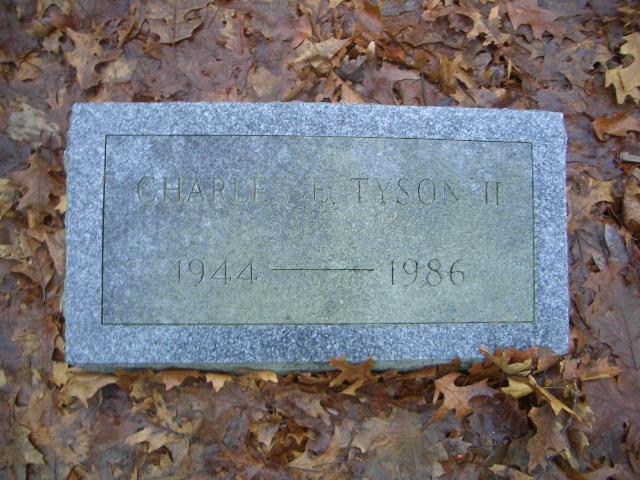 CHARLES E. TYSON II
1944 — 1986